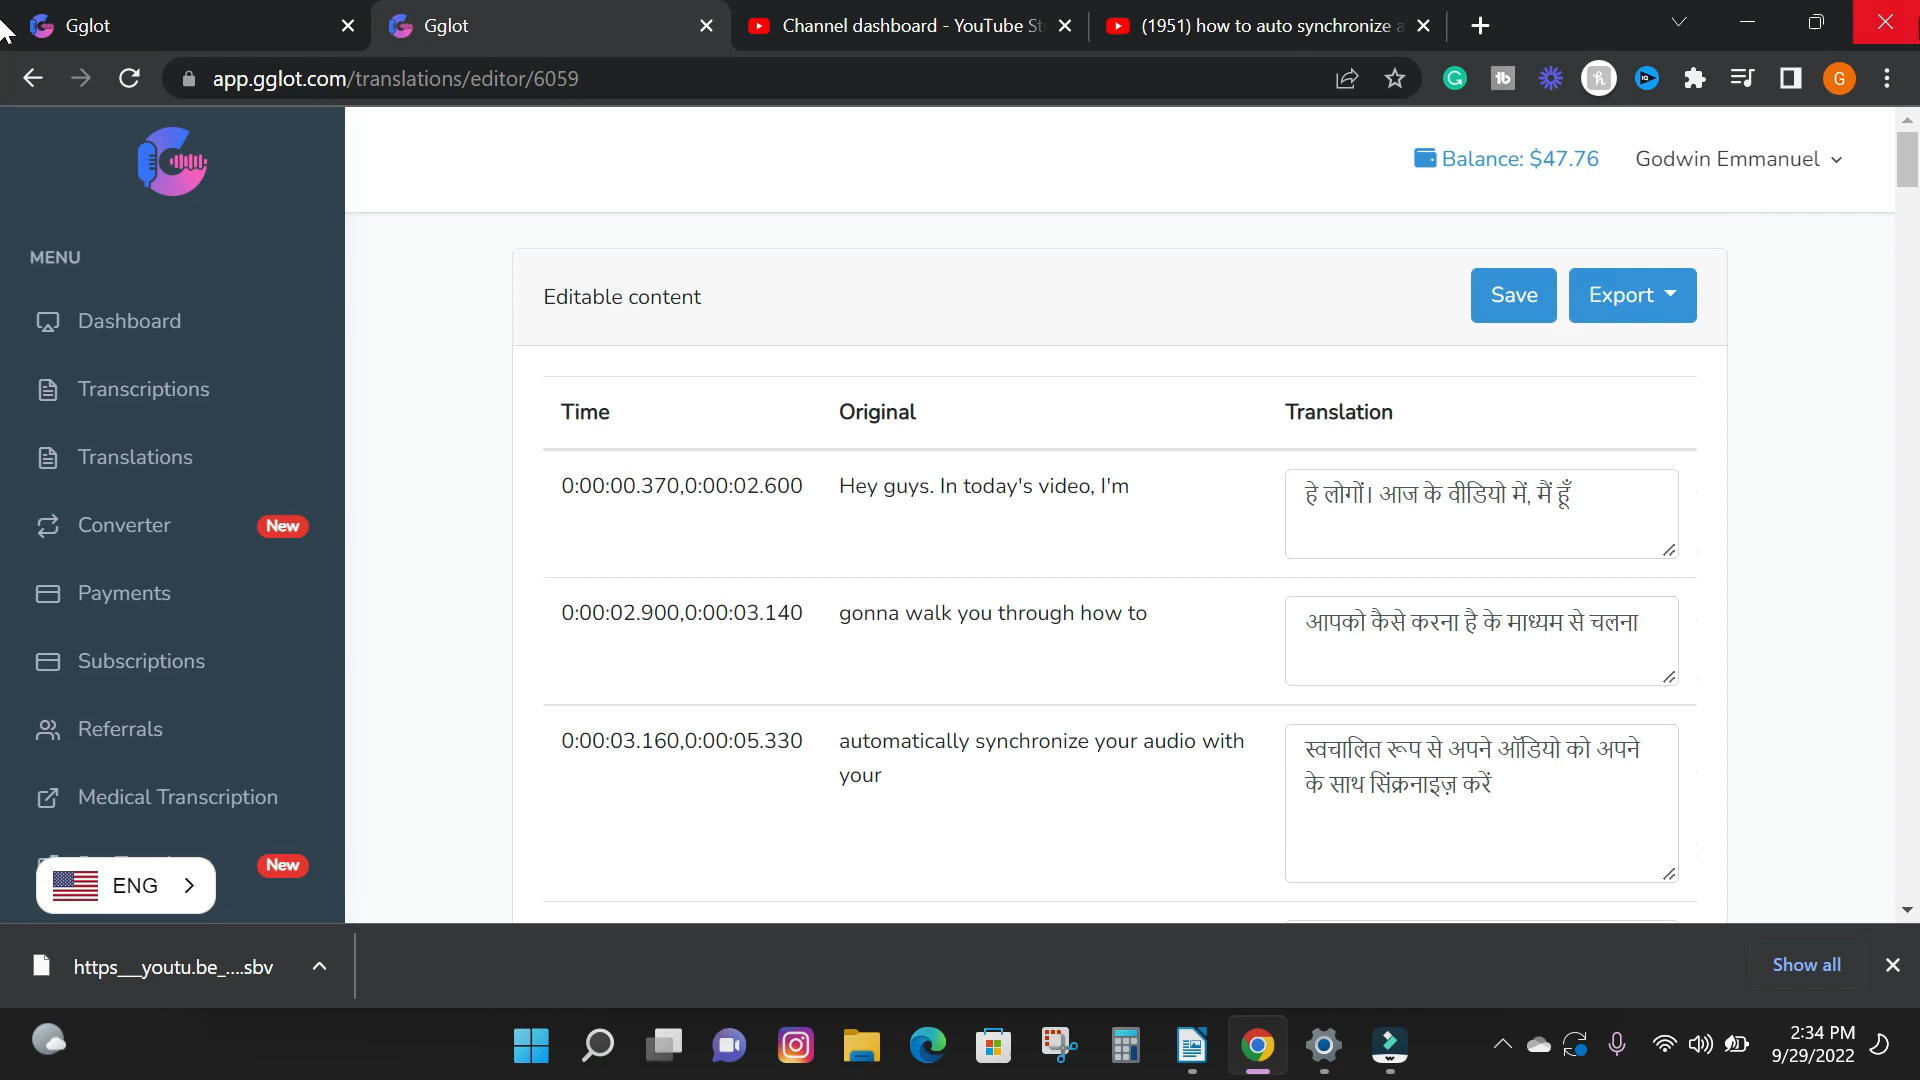 Gglot
Gglot
Channel dashboard - YouTube St
(1951) how to auto synchronize a
app.gglot.com/translations/editor/6059
Balance: $47.76
Godwin Emmanuel
MENU
Dashboard
Transcriptions
Translations
Converter
New
Payments
Subscriptions
Referrals
Medical Transcription
New
ENG
Editable content
Save
Export
Time
Original
Translation
0:00:00.370,0:00:02.600
Hey guys. In today's video, I'm
हे लोगों। आज के वीडियो में, मैं हूँ
0:00:02.900,0:00:03.140
gonna walk you through how to
आपको कैसे करना है के माध्यम से चलना
0:00:03.160,0:00:05.330
automatically synchronize your audio with
your
स्वचालित रूप से अपने ऑडियो को अपने
के साथ सिंक्रनाइज़ करें
https__youtu.be_....sbv
Show all
2:34 PM
9/29/2022